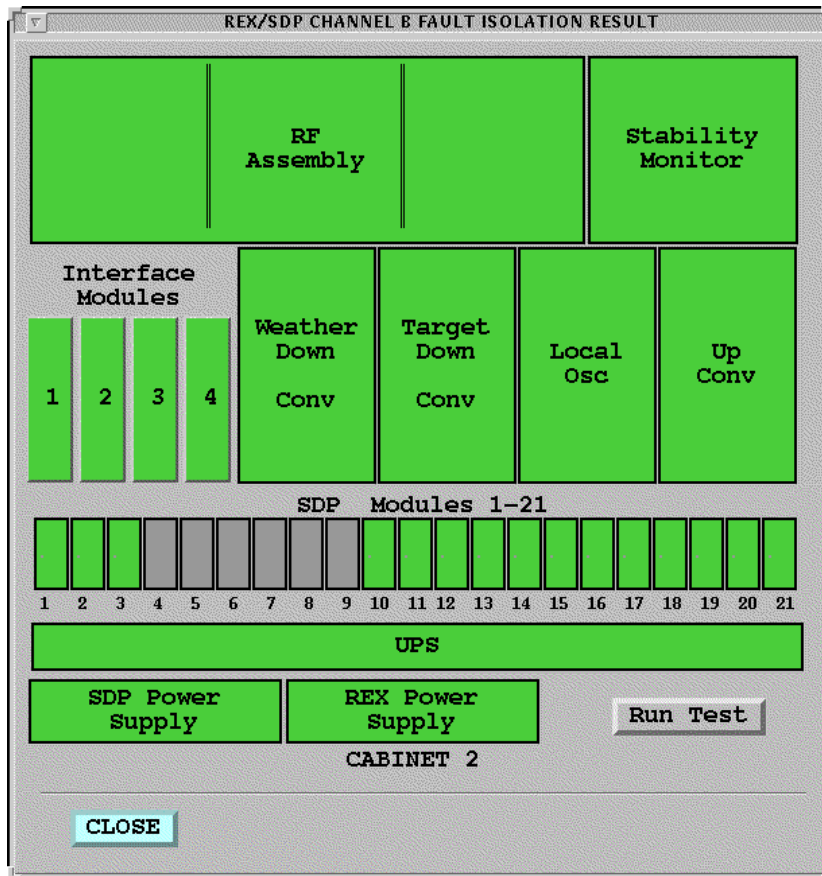 REX/SDP CHANNEL B FAULT ISOLATION RESULT
RF
Assembly
Stability
Monitor
Interface
Modules
1 2 3 4
Weather
Down
Conv
Target
Down
Conv
Local
Osc
Up
Conv
SDP Modules 1-21
1 2 3 4 5 6 7 8 9 10 11 12 13 14 15 16 17 18 19 20 21
UPS
SDP Power
Supply
REX Power
Supply
Run Test
CABINET 2
CLOSE